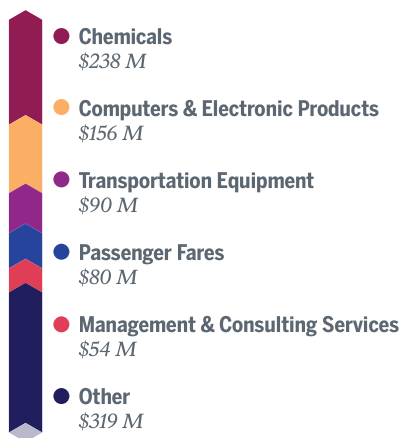 Chemicals
$238 M
Computers & Electronic Products
$156 M
Transportation Equipment
$90 M
Passenger Fares
$80 M
Management & Consulting Services
$54 M
Other
$319 M